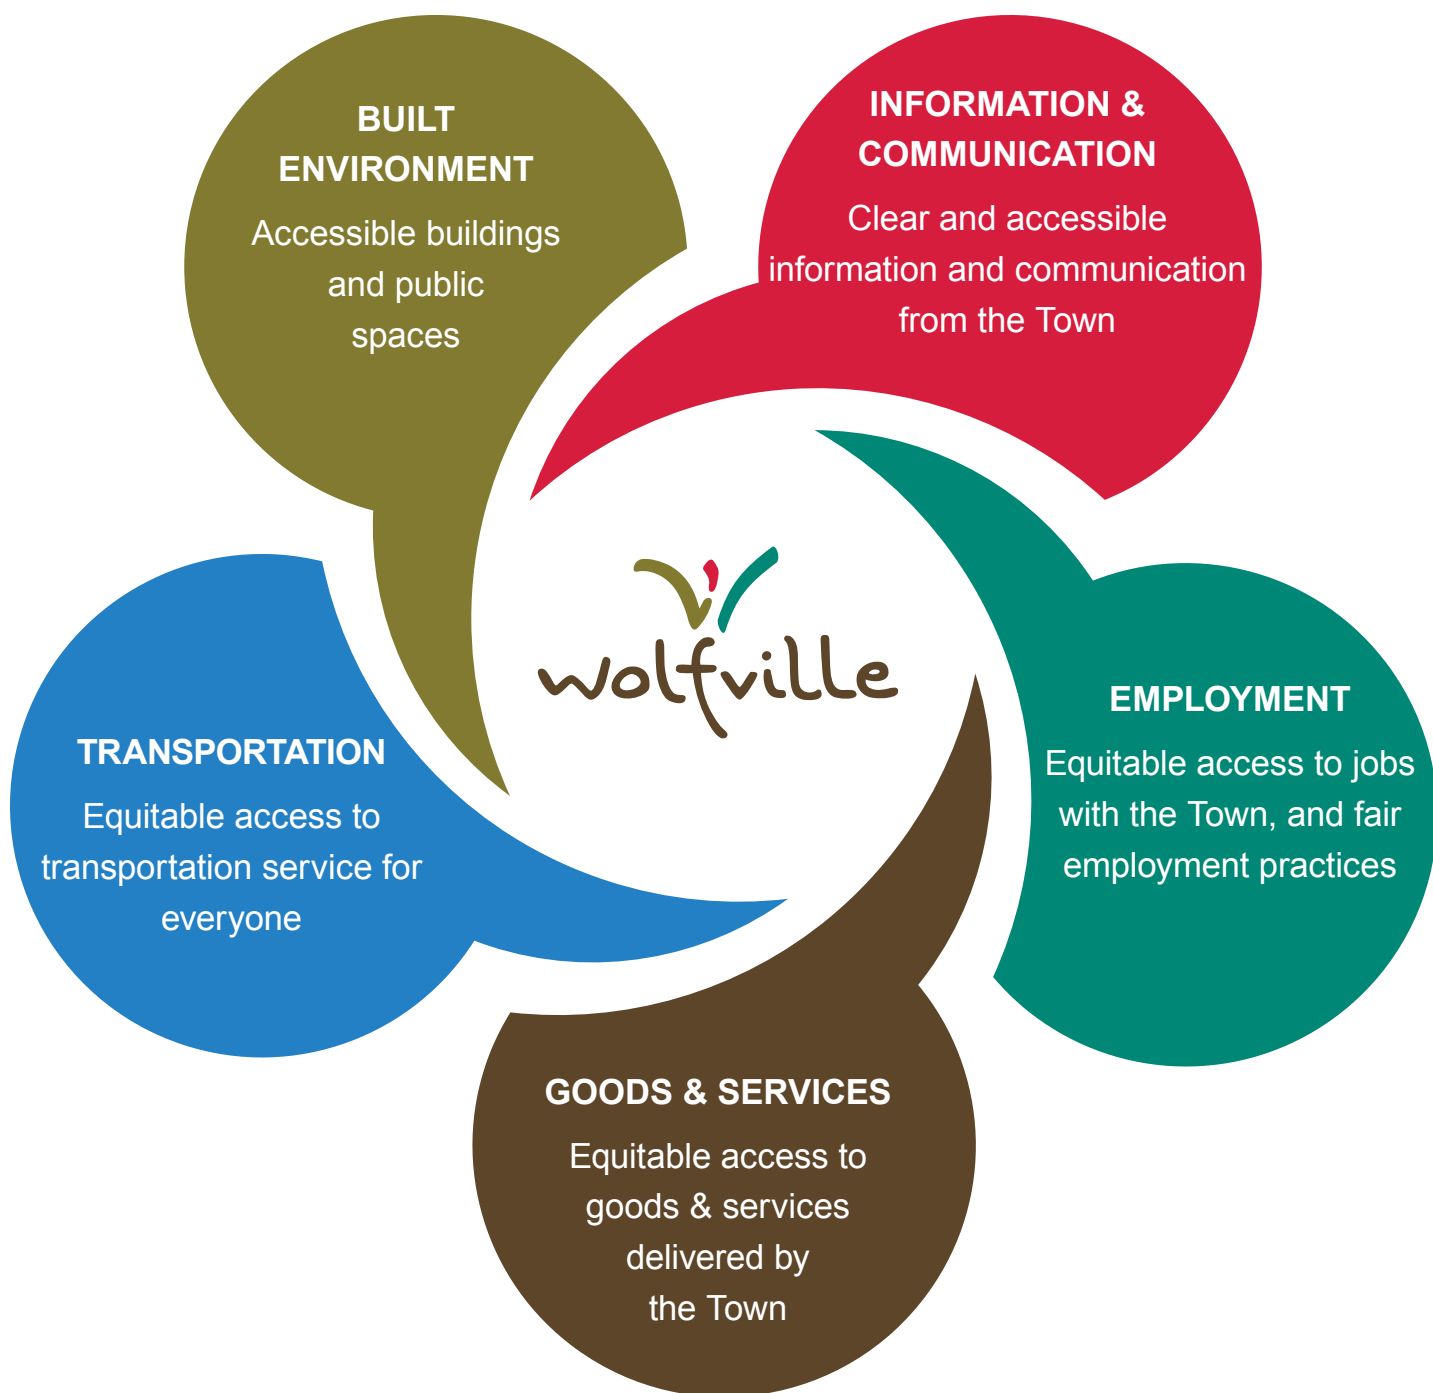 BUILT
ENVIRONMENT
Accessible buildings
and public
spaces
INFORMATION &
COMMUNICATION
Clear and accessible
information and communication
from the Town
wolfville
EMPLOYMENT
Equitable access to jobs
with the Town, and fair
employment practices
TRANSPORTATION
Equitable access to
transportation service for
everyone
GOODS & SERVICES
Equitable access to
goods & services
delivered by
the Town